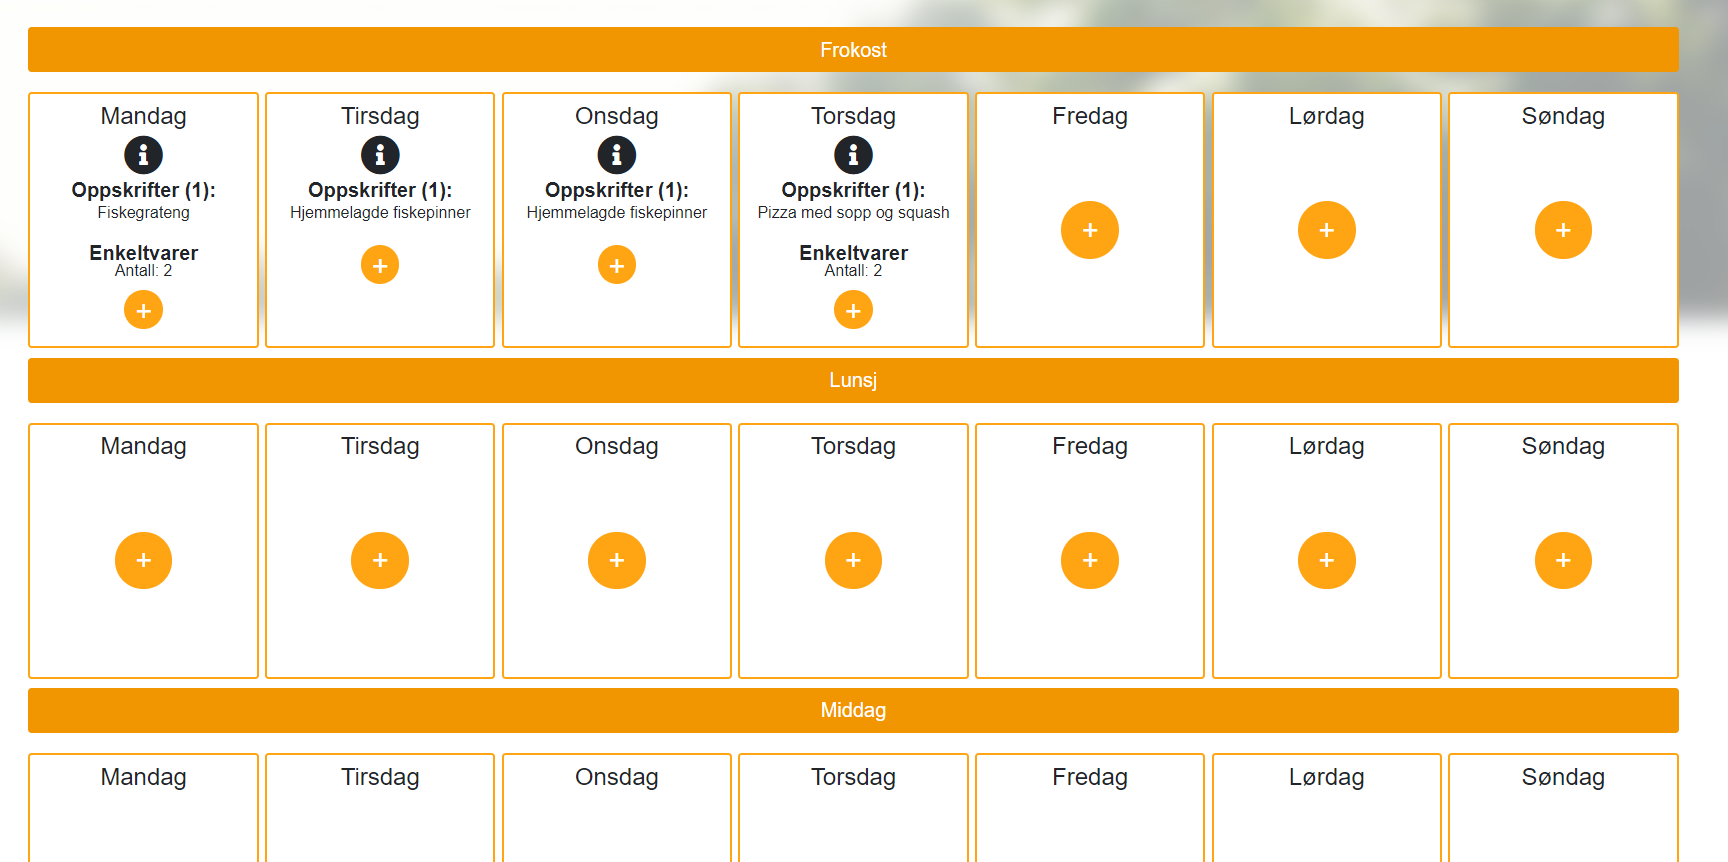 Frokost
Mandag
Oppskrifter (1):
Fiskegrateng
Enkeltvarer
Antall: 2
+
Tirsdag
Oppskrifter (1):
Hjemmelagde fiskepinner
+
Onsdag
Oppskrifter (1):
Hjemmelagde fiskepinner
+
Torsdag
Oppskrifter (1):
Pizza med sopp og squash
Enkeltvarer
Antall: 2
+
Fredag
+
Lørdag
+
Søndag
+
Lunsj
Mandag
+
Tirsdag
+
Onsdag
+
Torsdag
+
Fredag
+
Lørdag
+
Søndag
+
Middag
Mandag
Tirsdag
Onsdag
Torsdag
Fredag
Lørdag
Søndag